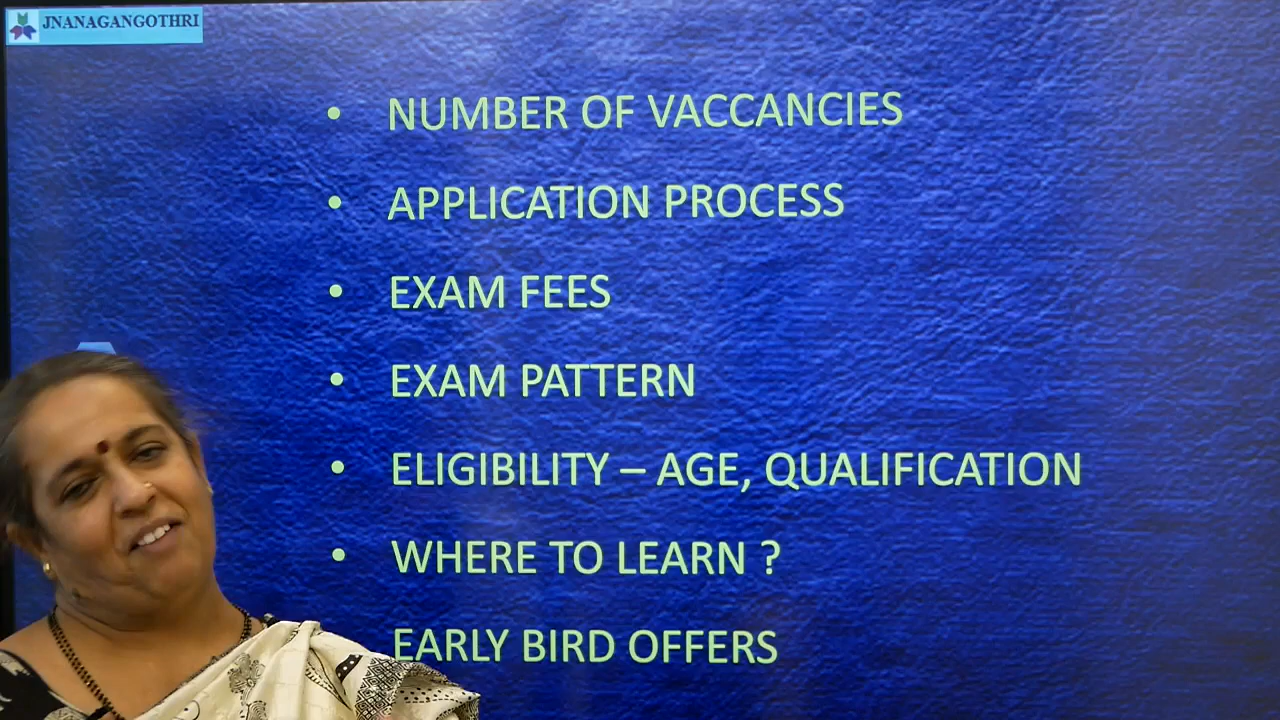 JNANAGANGOTHRI
• NUMBER OF VACCANCIES
• APPLICATION PROCESS
• EXAM FEES
• EXAM PATTERN
• ELIGIBILITY – AGE, QUALIFICATION
• WHERE TO LEARN ?
EARLY BIRD OFFERS